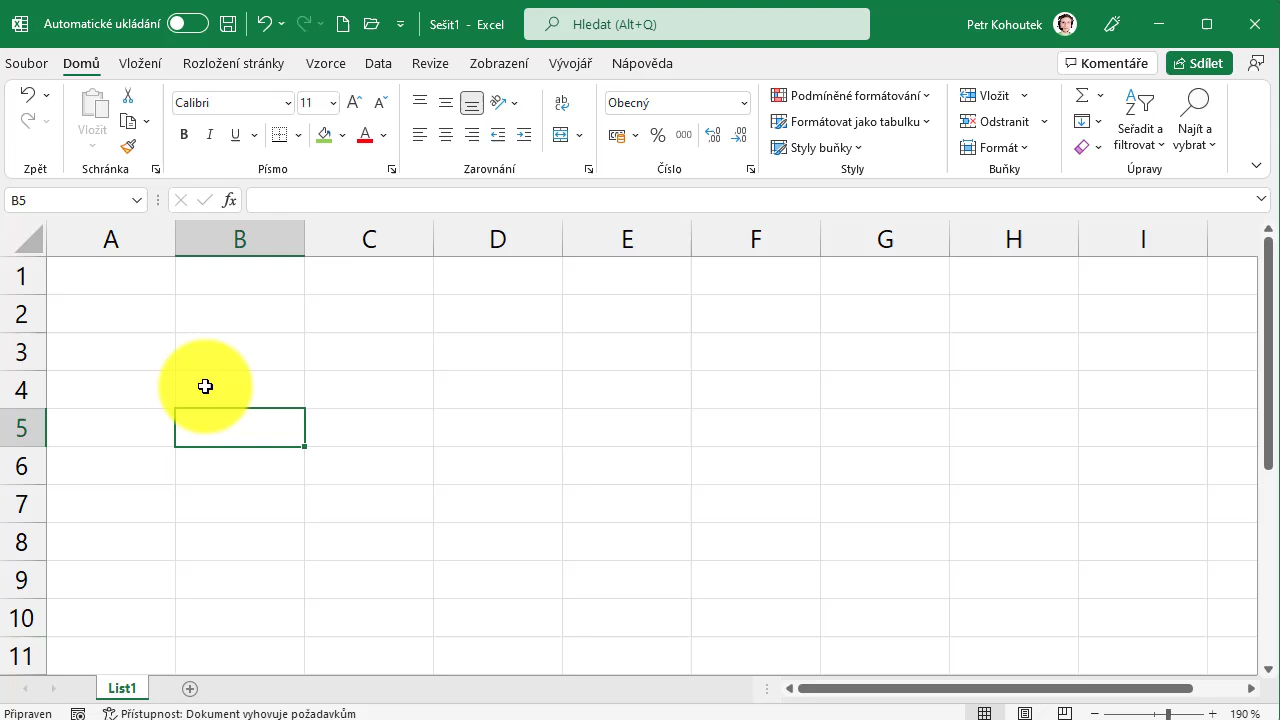 Automatické ukládání Sešit1 - Excel Hledat (Alt+Q) Petr Kohoutek
Soubor Domů Vložení Rozložení stránky Vzorce Data Revize Zobrazení Vývojář Nápověda Komentáře Sdílet
Vložit Calibri 11 Obecný Podmíněné formátování Vložit
B I U Formátovat jako tabulku Odstranit Seřadit a filtrovat Najít a vybrat
Styly buňky Formát
Zpět Schránka Písmo Zarovnání Číslo Styly Buňky Úpravy
B5 fx
A B C D E F G H I
1
2
3
4
5
6
7
8
9
10
11
List1
Připraven Přístupnost: Dokument vyhovuje požadavkům 190 %